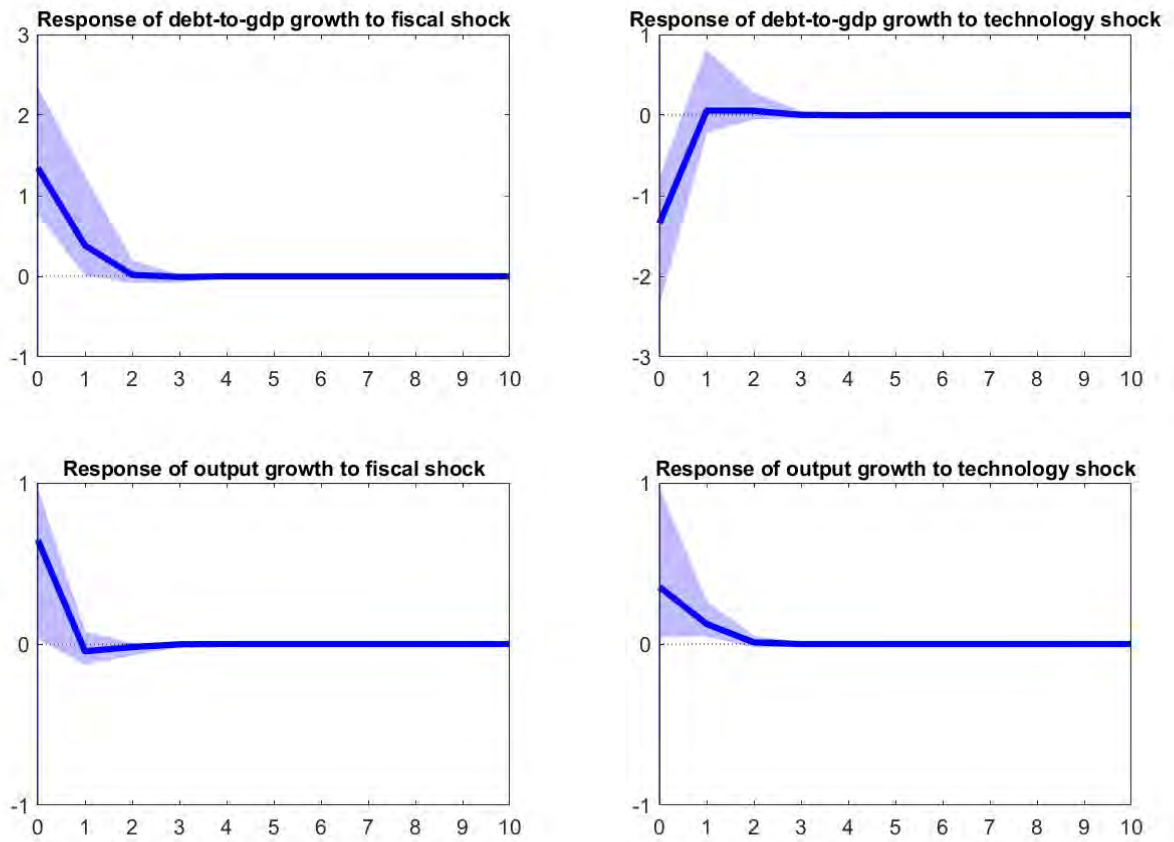 Response of debt-to-gdp growth to fiscal shock
3
2
1
0
-1
0 1 2 3 4 5 6 7 8 9 10
Response of debt-to-gdp growth to technology shock
1
0
-1
-2
-3
0 1 2 3 4 5 6 7 8 9 10
Response of output growth to fiscal shock
1
0
-1
0 1 2 3 4 5 6 7 8 9 10
Response of output growth to technology shock
1
0
-1
0 1 2 3 4 5 6 7 8 9 10